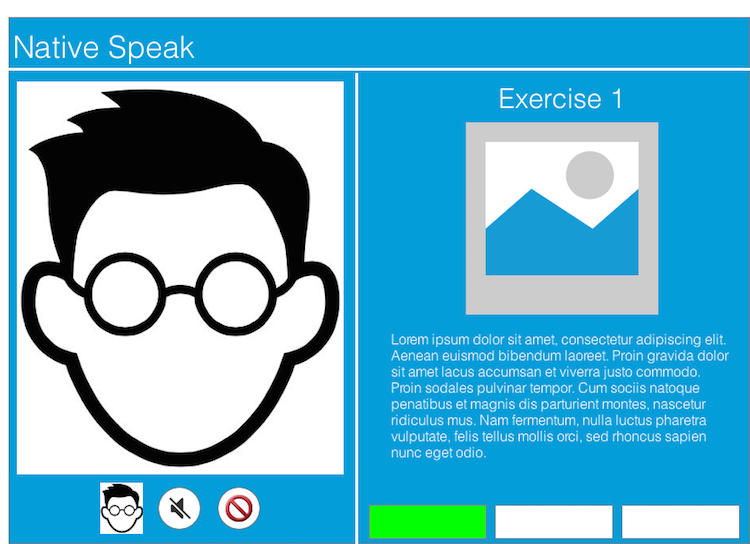 Native Speak
Exercise 1
Lorem ipsum dolor sit amet, consectetur adipiscing elit.
Aenean euismod bibendum laoreet. Proin gravida dolor
sit amet lacus accumsan et viverra justo commodo.
Proin sodales pulvinar tempor. Cum sociis natoque
penatibus et magnis dis parturient montes, nascetur
ridiculus mus. Nam fermentum, nulla luctus pharetra
vulputate, felis tellus mollis orci, sed rhoncus sapien
nunc eget odio.